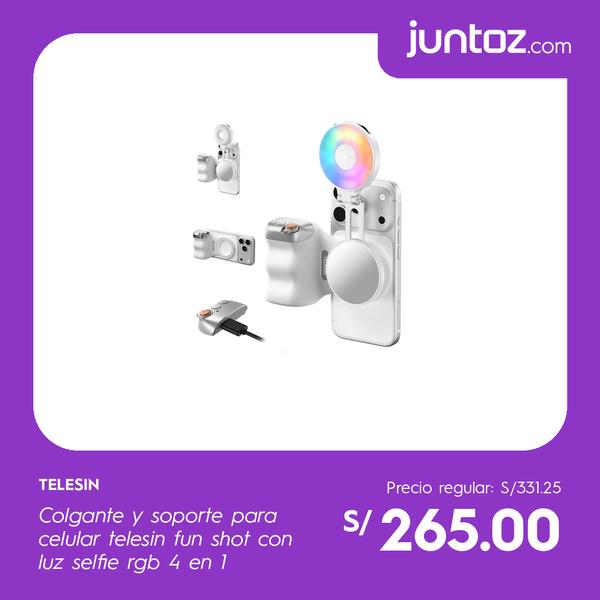 juntoz.com
TELESIN
Colgante y soporte para
celular telesin fun shot con
luz selfie rgb 4 en 1
Precio regular: S/331.25
S/ 265.00